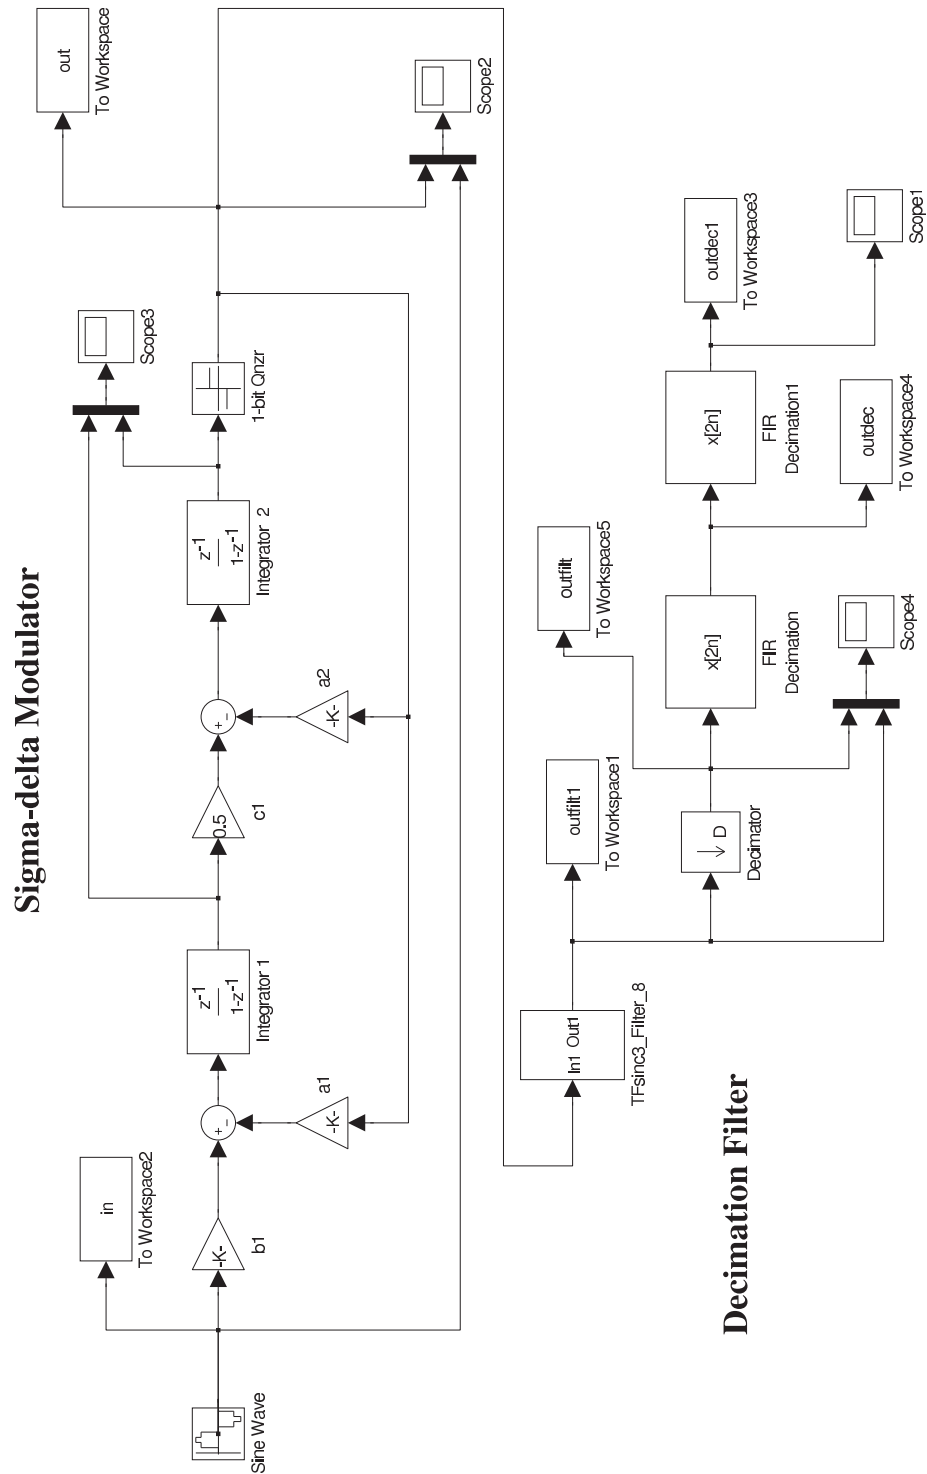 Sigma-delta Modulator
Sine Wave
in
To Workspace2
-K-
b1
+
−
-K-
a1
z-1
1-z-1
Integrator 1
0.5
c1
+
−
-K-
a2
z-1
1-z-1
Integrator 2
Scope3
1-bit Qnzr
out
To Workspace
Scope2
Decimation Filter
In1 Out1
TFsinc3_Filter_8
outfilt1
To Workspace1
↓ D
Decimator
outfilt
To Workspace5
x[2n]
FIR
Decimation
Scope4
x[2n]
FIR
Decimation1
outdec
To Workspace4
outdec1
To Workspace3
Scope1